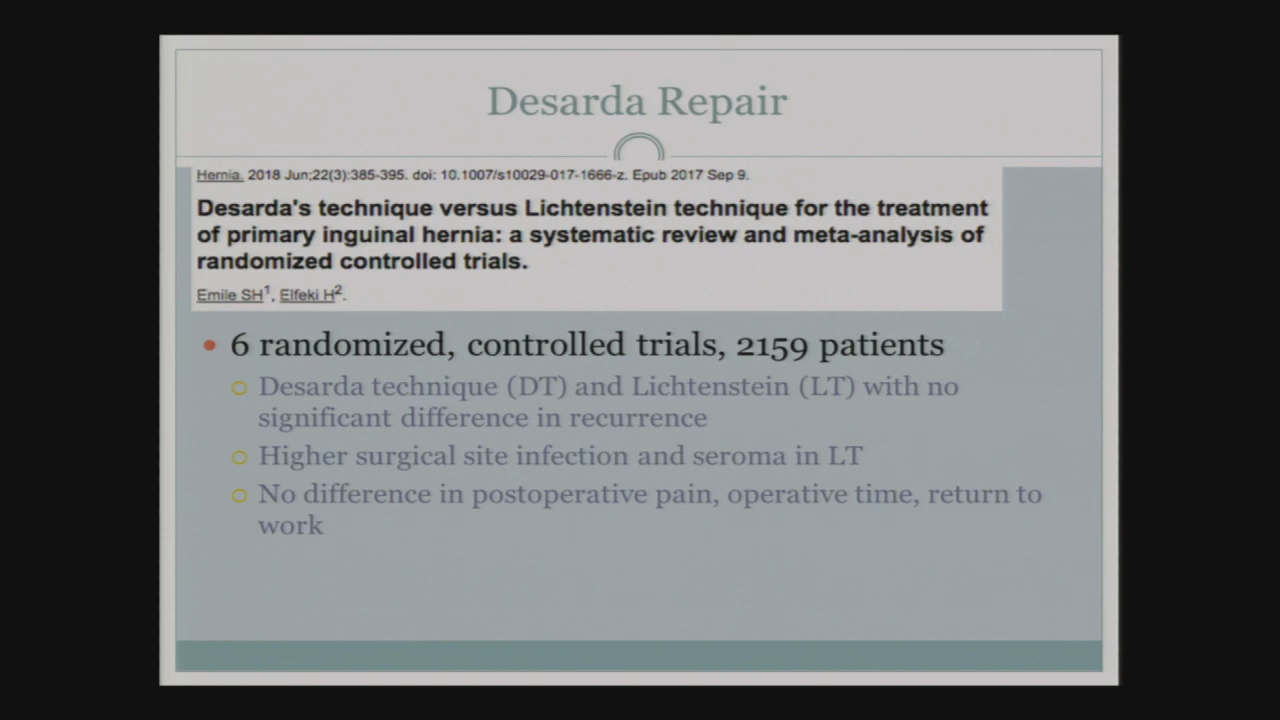 Desarda Repair
Hernia. 2018 Jun;22(3):385-395. doi: 10.1007/s10029-017-1666-z. Epub 2017 Sep 9.
Desarda's technique versus Lichtenstein technique for the treatment
of primary inguinal hernia: a systematic review and meta-analysis of
randomized controlled trials.
Emile SH1, Elfeki H2.
• 6 randomized, controlled trials, 2159 patients
○ Desarda technique (DT) and Lichtenstein (LT) with no
significant difference in recurrence
○ Higher surgical site infection and seroma in LT
○ No difference in postoperative pain, operative time, return to
work